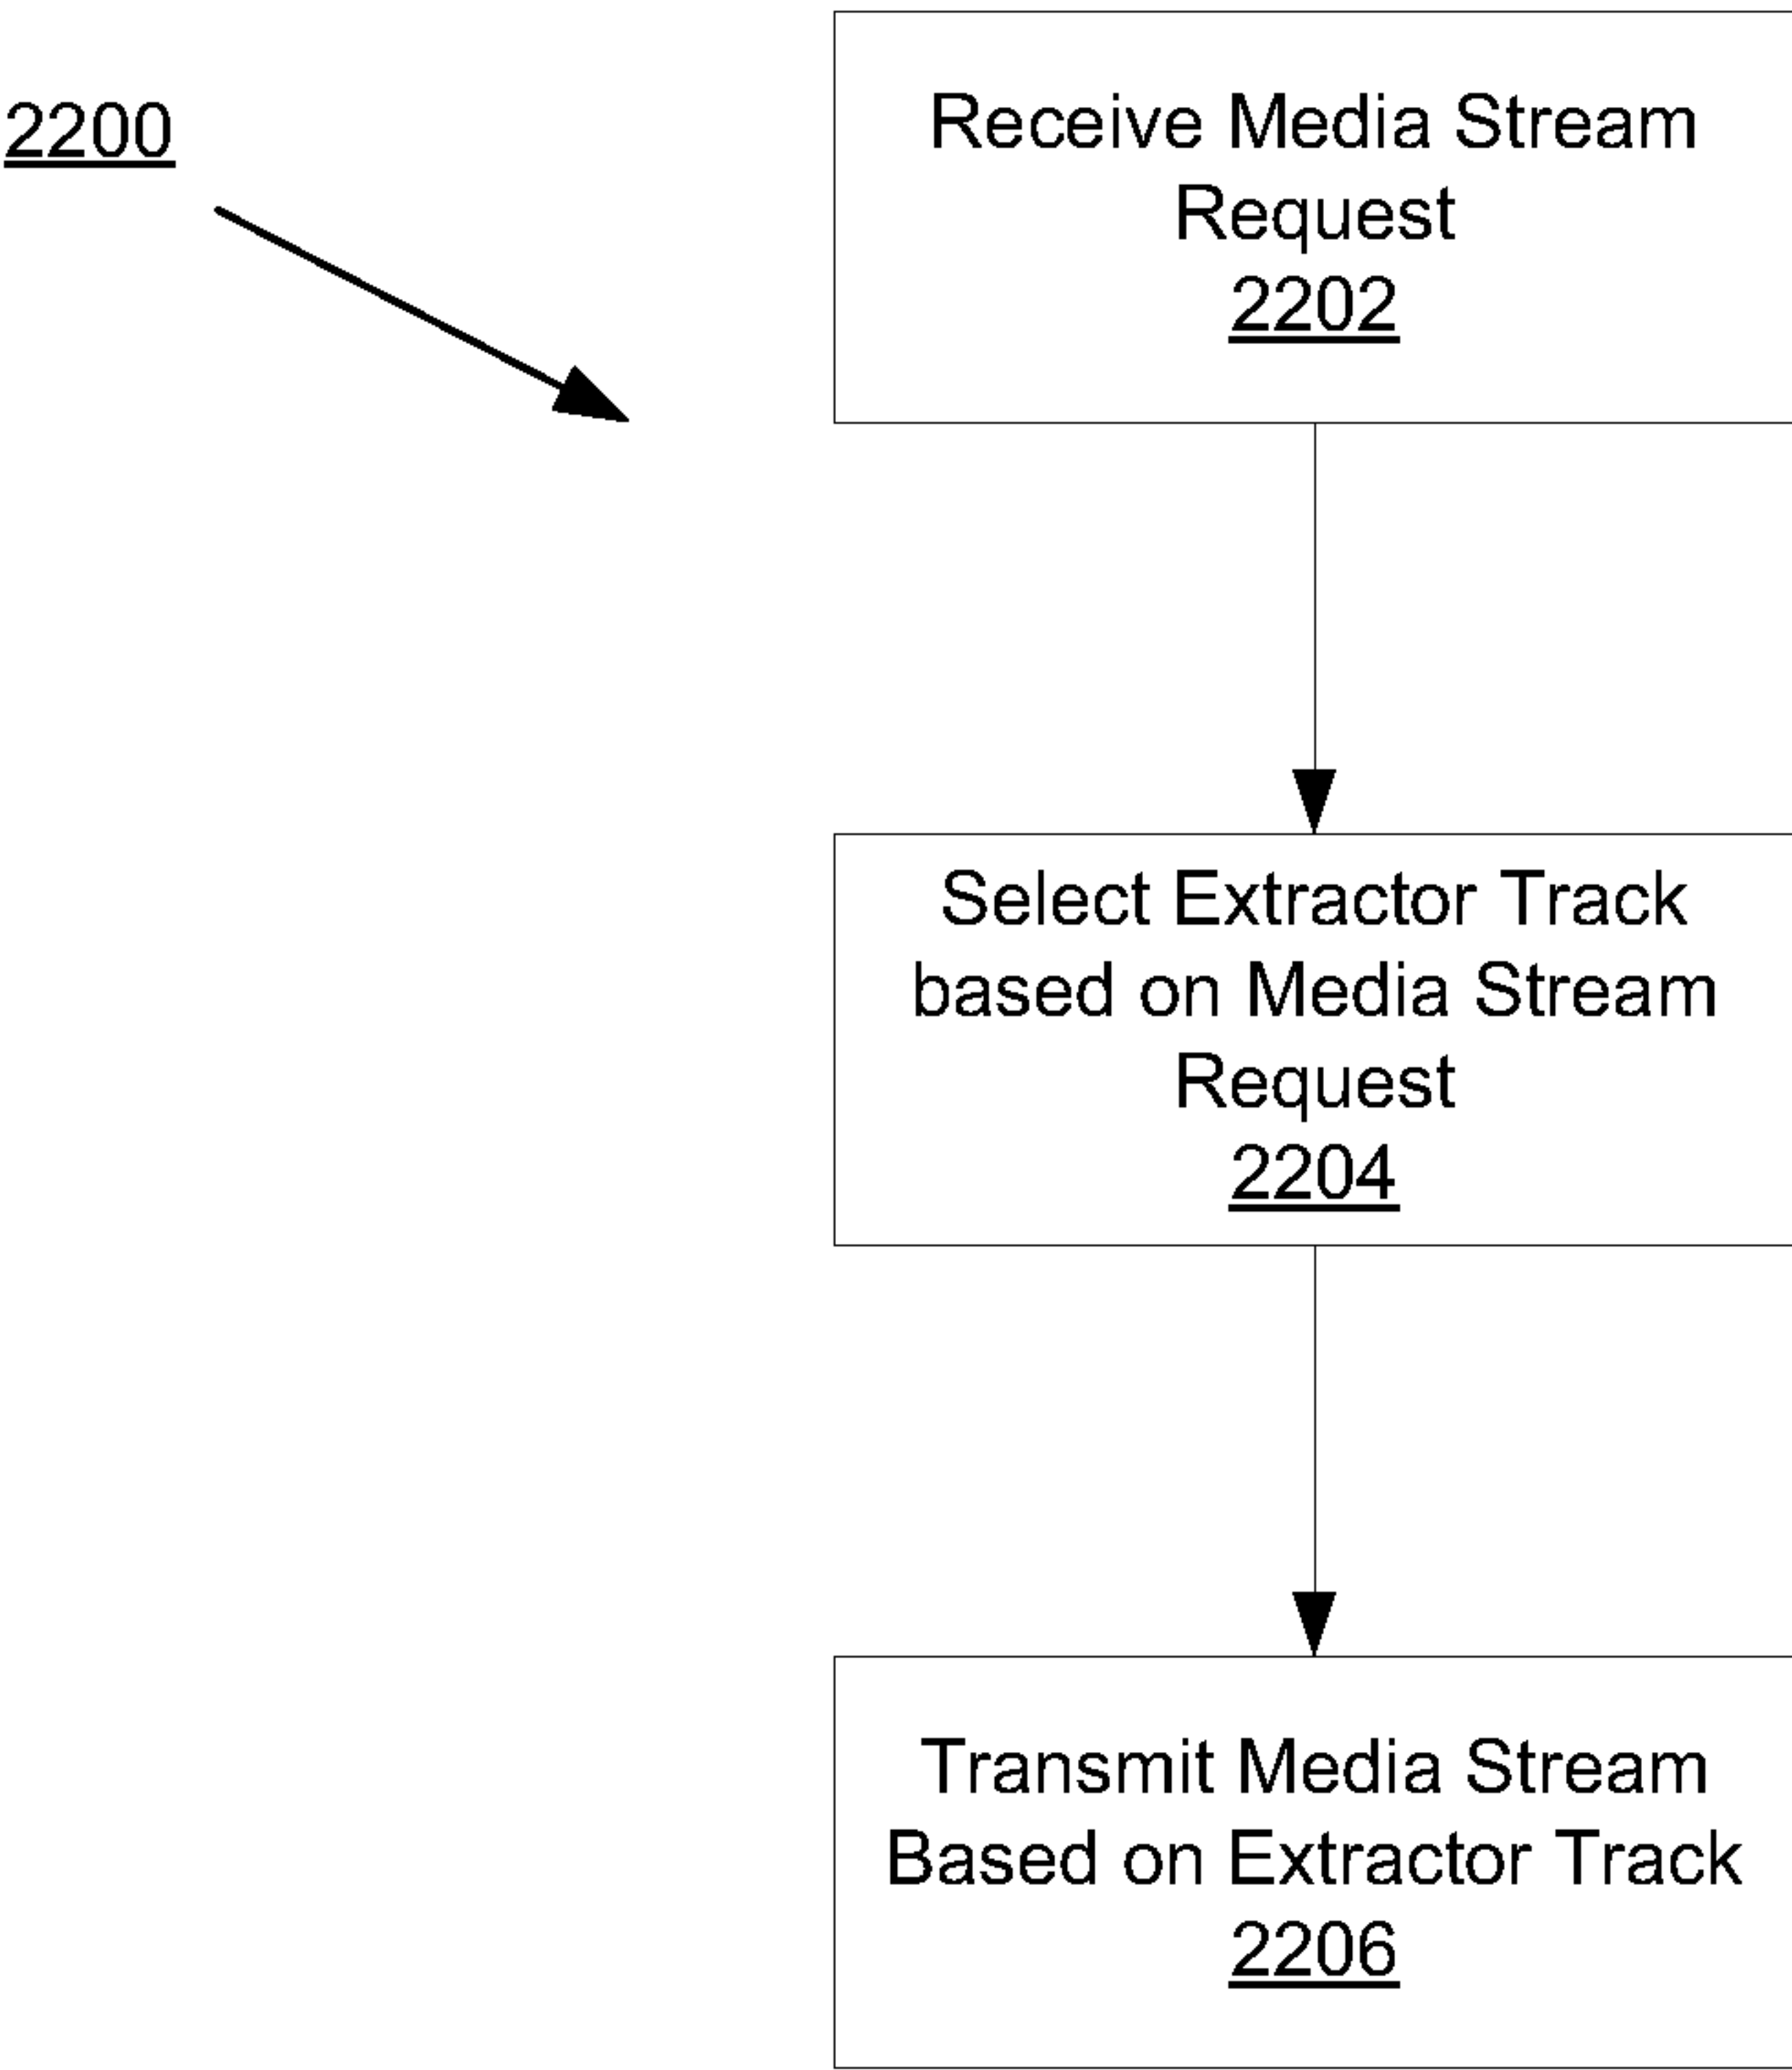 2200
Receive Media Stream
Request
2202
Select Extractor Track
based on Media Stream
Request
2204
Transmit Media Stream
Based on Extractor Track
2206